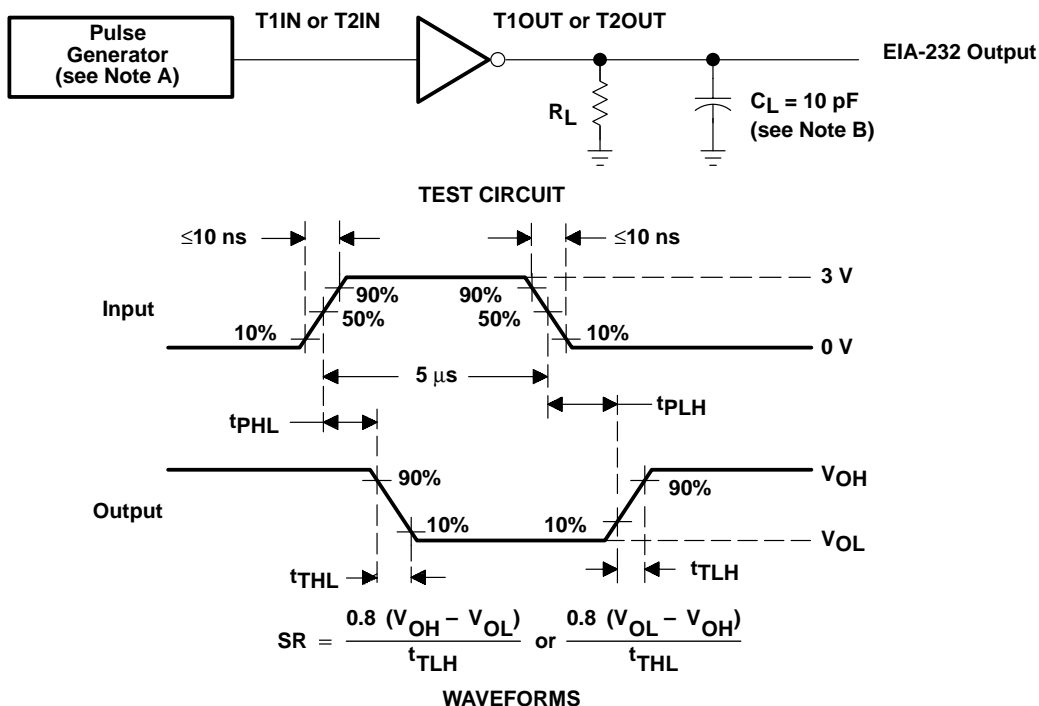 T1IN or T2IN
T1OUT or T2OUT
Pulse
Generator
(see Note A)
EIA-232 Output
RL
CL = 10 pF
(see Note B)
TEST CIRCUIT
≤10 ns
≤10 ns
3 V
90%
90%
Input
50%
50%
10%
10%
0 V
5 μs
tPHL
tPLH
VOH
90%
90%
Output
10%
10%
VOL
tTHL
tTLH
SR = 0.8 (VOH – VOL) / tTLH or 0.8 (VOL – VOH) / tTHL
WAVEFORMS